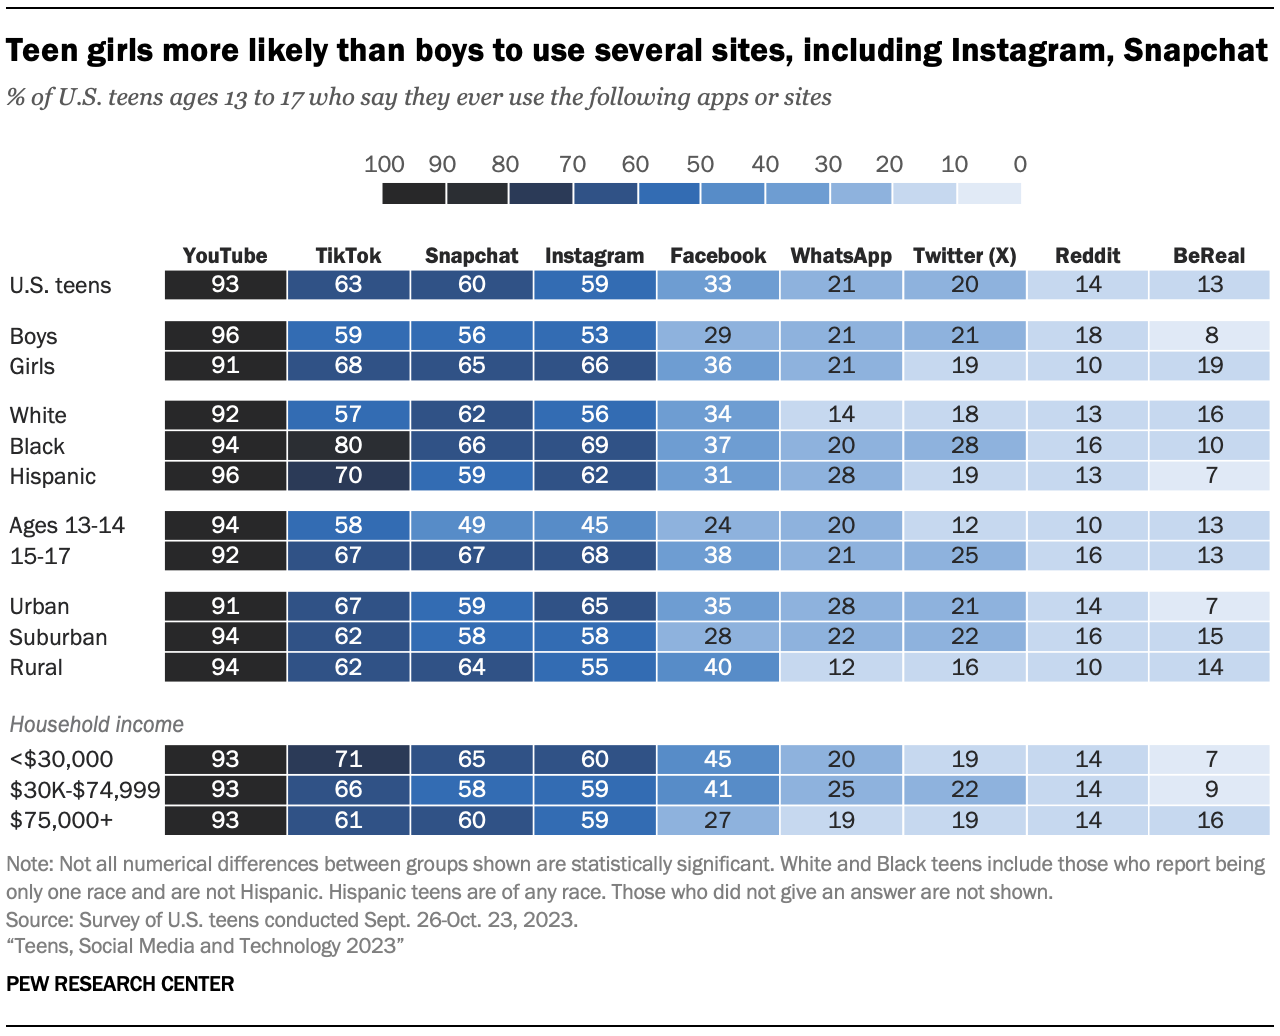 Teen girls more likely than boys to use several sites, including Instagram, Snapchat
% of U.S. teens ages 13 to 17 who say they ever use the following apps or sites
100 90 80 70 60 50 40 30 20 10 0
YouTube TikTok Snapchat Instagram Facebook WhatsApp Twitter (X) Reddit BeReal
U.S. teens 93 63 60 59 33 21 20 14 13
Boys 96 59 56 53 29 21 21 18 8
Girls 91 68 65 66 36 21 19 10 19
White 92 57 62 56 34 14 18 13 16
Black 94 80 66 69 37 20 28 16 10
Hispanic 96 70 59 62 31 28 19 13 7
Ages 13-14 94 58 49 45 24 20 12 10 13
15-17 92 67 67 68 38 21 25 16 13
Urban 91 67 59 65 35 28 21 14 7
Suburban 94 62 58 58 28 22 22 16 15
Rural 94 62 64 55 40 12 16 10 14
Household income
<$30,000 93 71 65 60 45 20 19 14 7
$30K-$74,999 93 66 58 59 41 25 22 14 9
$75,000+ 93 61 60 59 27 19 19 14 16
Note: Not all numerical differences between groups shown are statistically significant. White and Black teens include those who report being
only one race and are not Hispanic. Hispanic teens are of any race. Those who did not give an answer are not shown.
Source: Survey of U.S. teens conducted Sept. 26-Oct. 23, 2023.
“Teens, Social Media and Technology 2023”
PEW RESEARCH CENTER